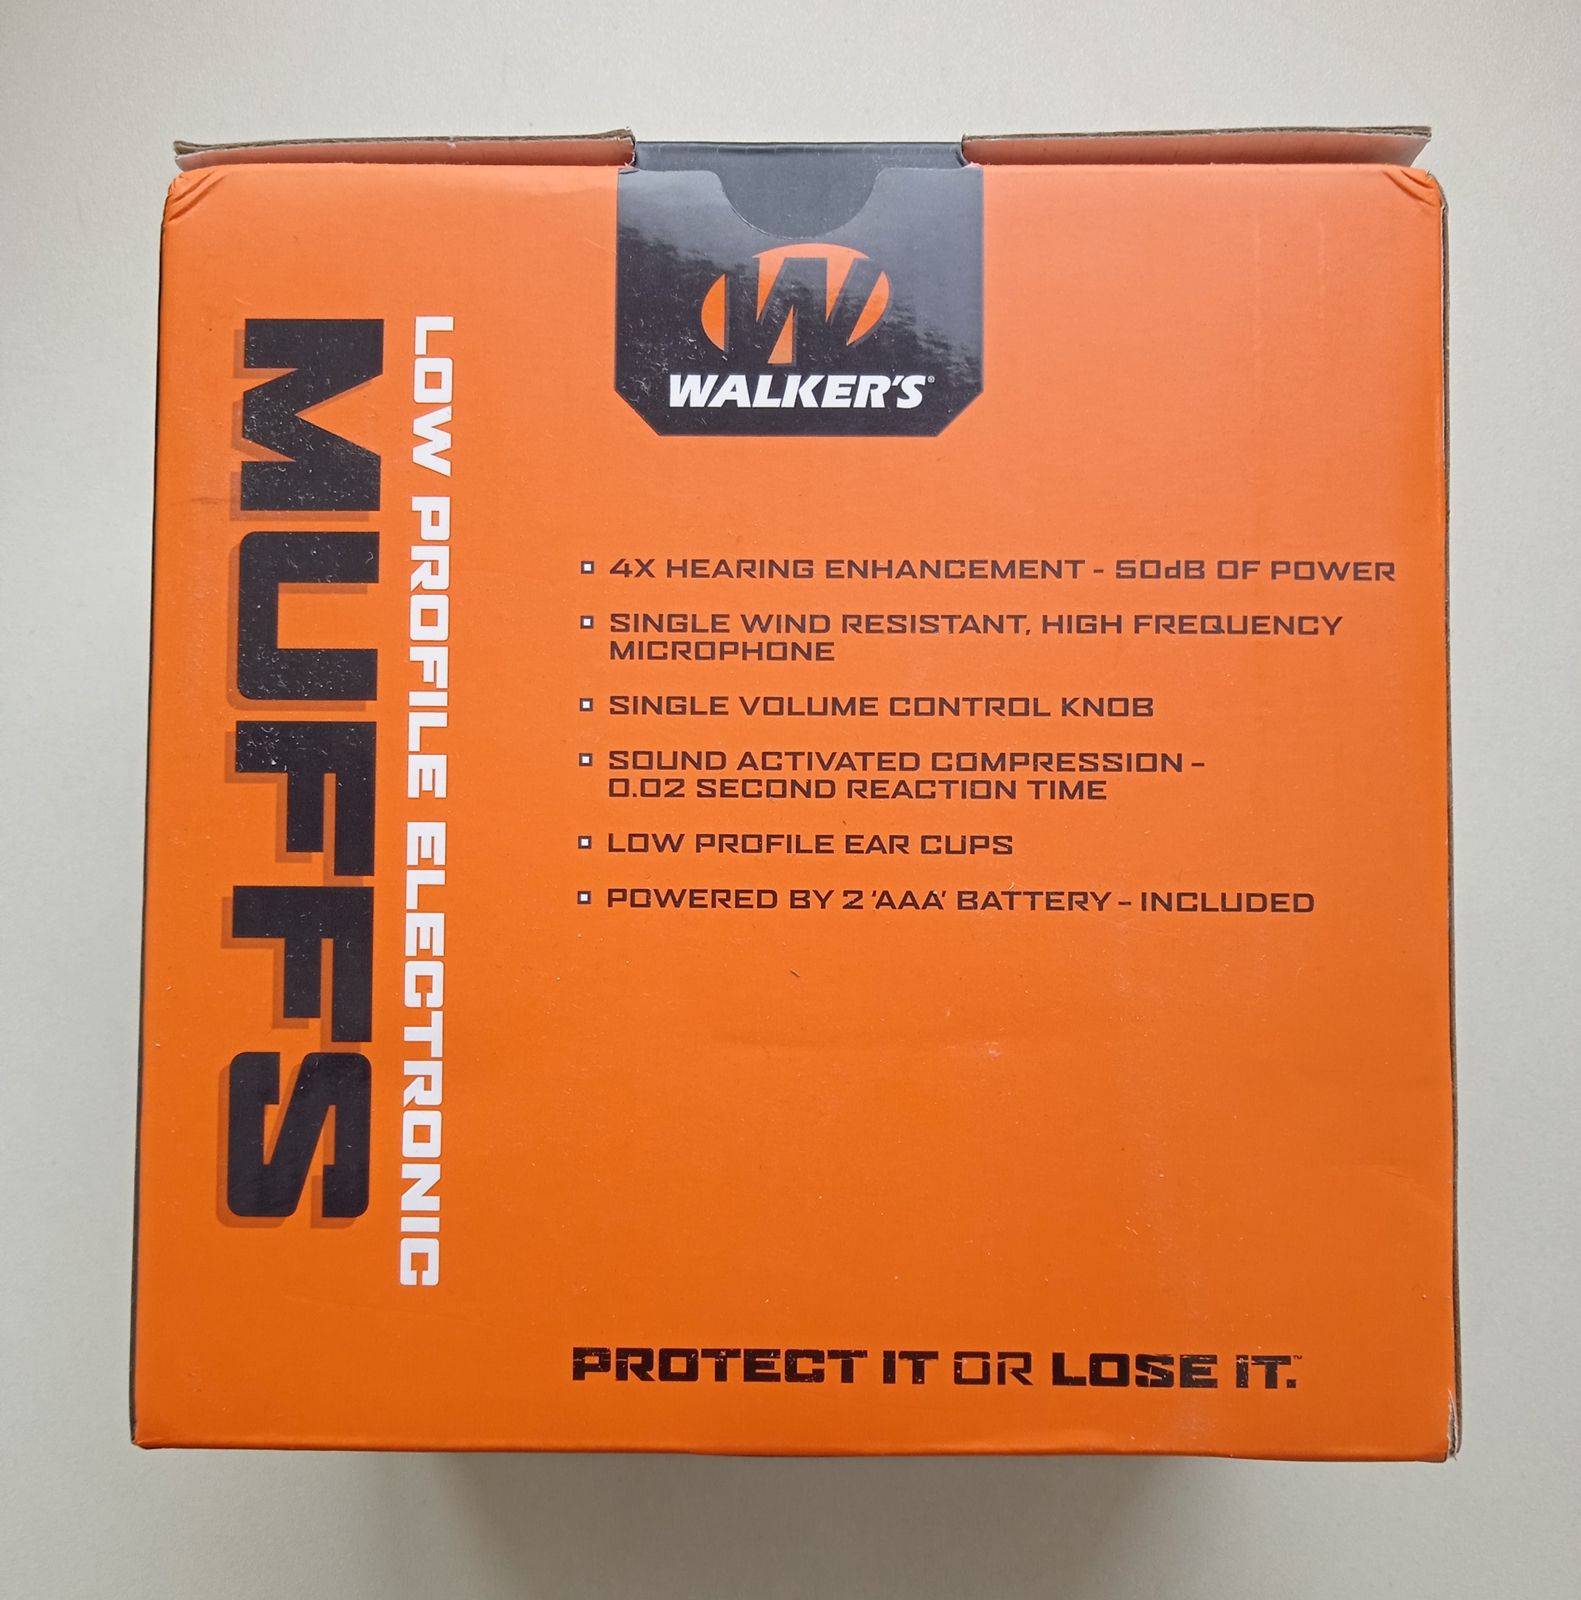 WALKER'S®
LOW PROFILE ELECTRONIC
MUFFS
4X HEARING ENHANCEMENT - 50dB OF POWER
SINGLE WIND RESISTANT, HIGH FREQUENCY
MICROPHONE
SINGLE VOLUME CONTROL KNOB
SOUND ACTIVATED COMPRESSION –
0.02 SECOND REACTION TIME
LOW PROFILE EAR CUPS
POWERED BY 2 'AAA' BATTERY – INCLUDED
PROTECT IT OR LOSE IT.™